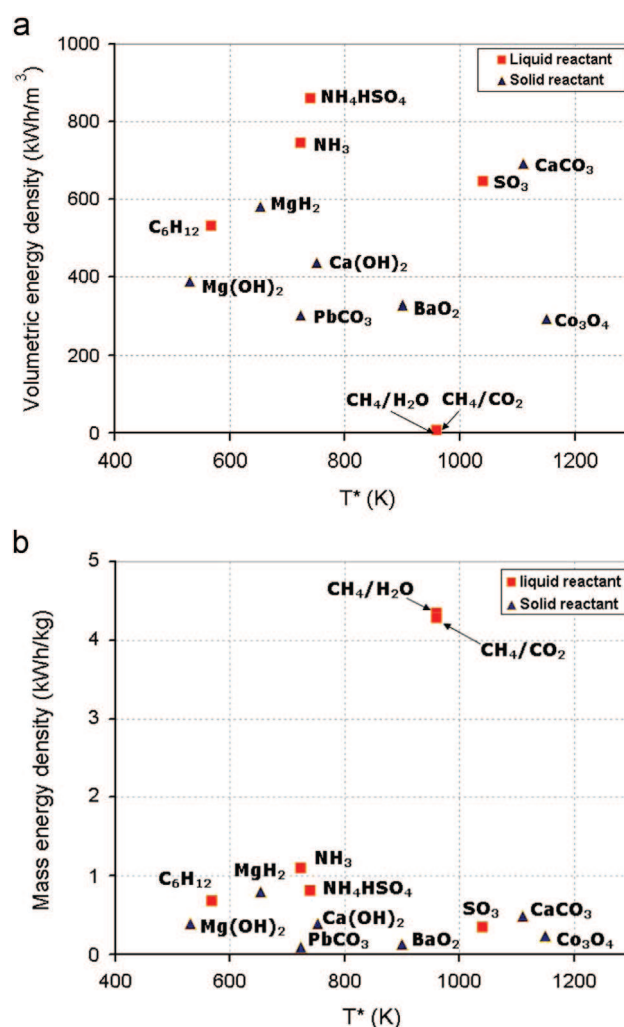 a
1000
800
600
400
200
0
Volumetric energy density (kWh/m³)
Liquid reactant
Solid reactant
NH₄HSO₄
NH₃
CaCO₃
SO₃
MgH₂
C₆H₁₂
Ca(OH)₂
Mg(OH)₂
PbCO₃
BaO₂
Co₃O₄
CH₄/H₂O
CH₄/CO₂
400 600 800 1000 1200
T* (K)
b
5
4
3
2
1
0
Mass energy density (kWh/kg)
liquid reactant
Solid reactant
CH₄/H₂O
CH₄/CO₂
NH₃
MgH₂
C₆H₁₂
NH₄HSO₄
SO₃
CaCO₃
Mg(OH)₂
Ca(OH)₂
PbCO₃
BaO₂
Co₃O₄
400 600 800 1000 1200
T* (K)